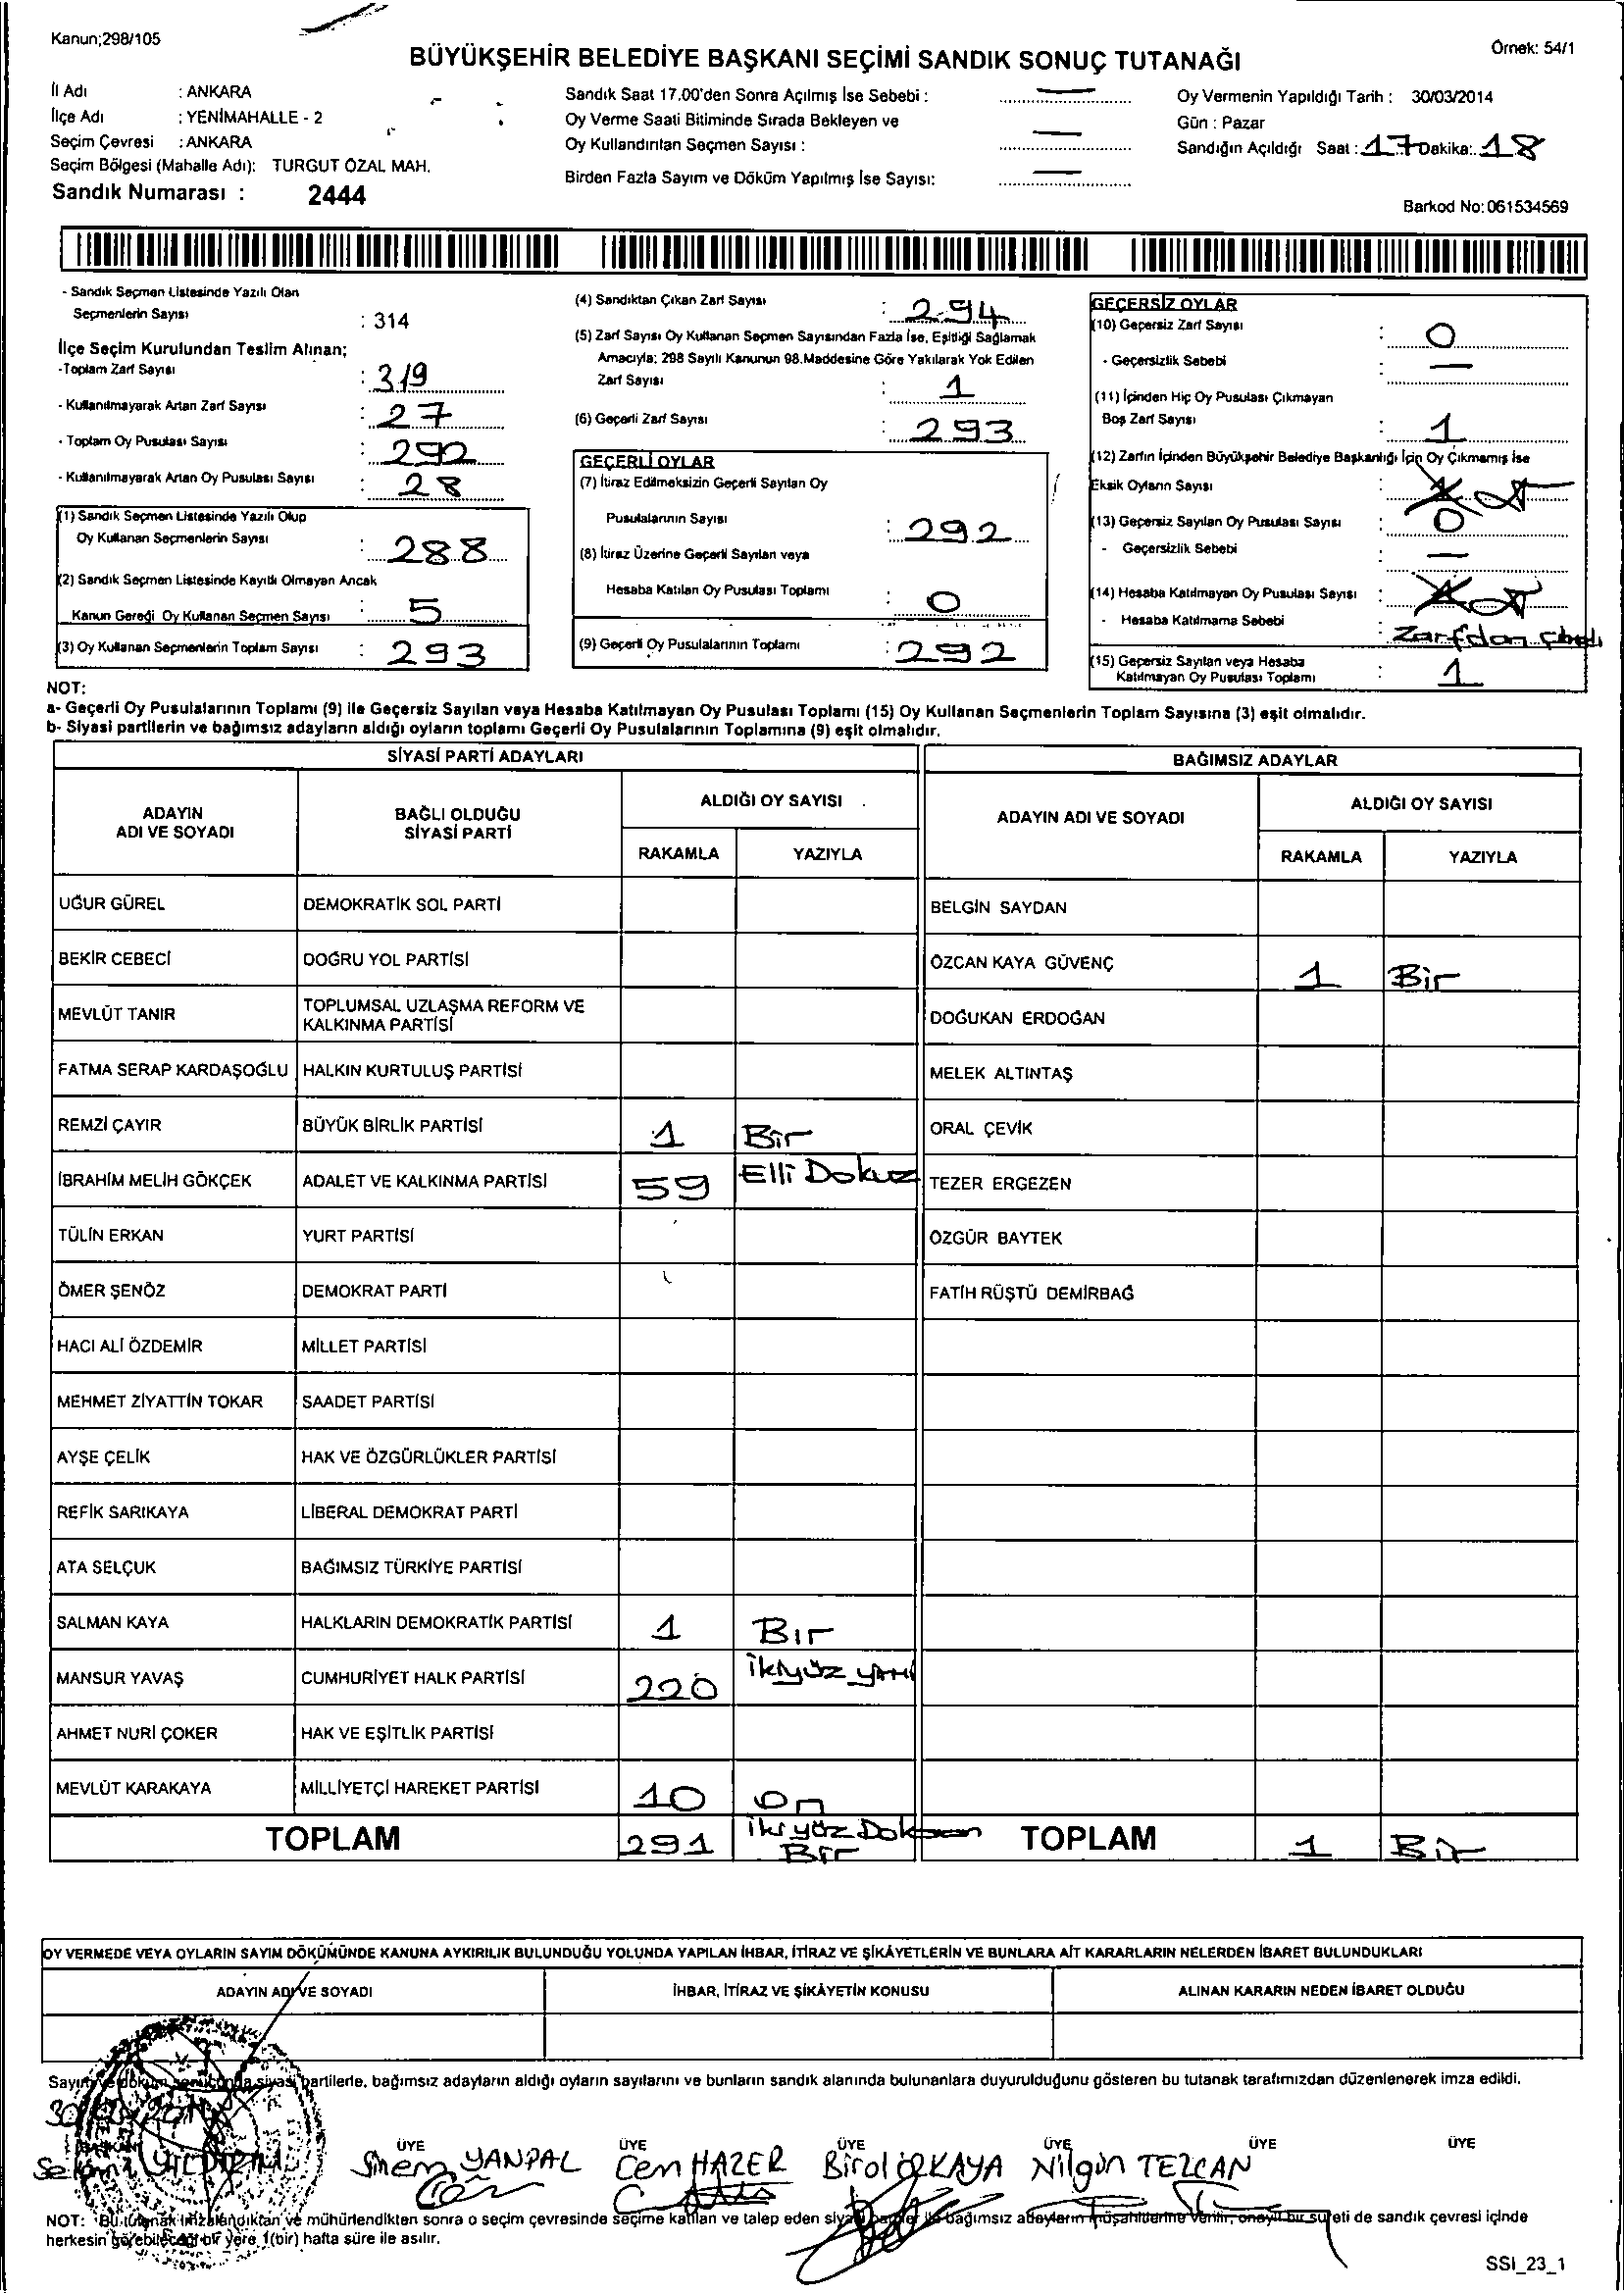 Kanun;298/105
Örnek: 54/1
BÜYÜKŞEHİR BELEDİYE BAŞKANI SEÇİMİ SANDIK SONUÇ TUTANAĞI
İl Adı : ANKARA
İlçe Adı : YENİMAHALLE - 2
Seçim Çevresi : ANKARA
Seçim Bölgesi (Mahalle Adı): TURGUT ÖZAL MAH.
Sandık Numarası : 2444
Sandık Saat 17.00'den Sonra Açılmış İse Sebebi : —
Oy Verme Saati Bitiminde Sırada Bekleyen ve
Oy Kullandırılan Seçmen Sayısı : —
Birden Fazla Sayım ve Döküm Yapılmış İse Sayısı: —
Oy Vermenin Yapıldığı Tarih : 30/03/2014
Gün : Pazar
Sandığın Açıldığı Saat : 17 Dakika: 18
Barkod No: 061534569
- Sandık Seçmen Listesinde Yazılı Olan
Seçmenlerin Sayısı : 314
İlçe Seçim Kurulundan Teslim Alınan;
-Toplam Zarf Sayısı : 319
- Kullanılmayarak Artan Zarf Sayısı : 27
- Toplam Oy Pusulası Sayısı :
- Kullanılmayarak Artan Oy Pusulası Sayısı : 28
(1) Sandık Seçmen Listesinde Yazılı Olup
Oy Kullanan Seçmenlerin Sayısı : 288
(2) Sandık Seçmen Listesinde Kayıtlı Olmayan Ancak
Kanun Gereği Oy Kullanan Seçmen Sayısı : 5
(3) Oy Kullanan Seçmenlerin Toplam Sayısı : 293
(4) Sandıktan Çıkan Zarf Sayısı : 294
(5) Zarf Sayısı Oy Kullanan Seçmen Sayısından Fazla İse, Eşitliği Sağlamak
Amacıyla; 298 Sayılı Kanunun 98.Maddesine Göre Yakılarak Yok Edilen
Zarf Sayısı : 1
(6) Geçerli Zarf Sayısı : 293
GEÇERLİ OYLAR
(7) İtiraz Edilmeksizin Geçerli Sayılan Oy
Pusulalarının Sayısı : 292
(8) İtiraz Üzerine Geçerli Sayılan veya
Hesaba Katılan Oy Pusulası Toplamı : 0
(9) Geçerli Oy Pusulalarının Toplamı : 292
GEÇERSİZ OYLAR
(10) Geçersiz Zarf Sayısı : 0
- Geçersizlik Sebebi : —
(11) İçinden Hiç Oy Pusulası Çıkmayan
Boş Zarf Sayısı : 1
(12) Zarfın İçinden Büyükşehir Belediye Başkanlığı İçin Oy Çıkmamış İse
Eksik Oyların Sayısı :
(13) Geçersiz Sayılan Oy Pusulası Sayısı : 0
- Geçersizlik Sebebi : —
(14) Hesaba Katılmayan Oy Pusulası Sayısı :
- Hesaba Katılmama Sebebi : Zarfdan
(15) Geçersiz Sayılan veya Hesaba
Katılmayan Oy Pusulası Toplamı : 1
NOT:
a- Geçerli Oy Pusulalarının Toplamı (9) ile Geçersiz Sayılan veya Hesaba Katılmayan Oy Pusulası Toplamı (15) Oy Kullanan Seçmenlerin Toplam Sayısına (3) eşit olmalıdır.
b- Siyasi partilerin ve bağımsız adayların aldığı oyların toplamı Geçerli Oy Pusulalarının Toplamına (9) eşit olmalıdır.
SİYASİ PARTİ ADAYLARI
BAĞIMSIZ ADAYLAR
ADAYIN
ADI VE SOYADI
BAĞLI OLDUĞU
SİYASİ PARTİ
ALDIĞI OY SAYISI
RAKAMLA YAZIYLA
ADAYIN ADI VE SOYADI
ALDIĞI OY SAYISI
RAKAMLA YAZIYLA
UĞUR GÜREL DEMOKRATİK SOL PARTİ BELGİN SAYDAN
BEKİR CEBECİ DOĞRU YOL PARTİSİ ÖZCAN KAYA GÜVENÇ 1 Bir
MEVLÜT TANIR TOPLUMSAL UZLAŞMA REFORM VE
KALKINMA PARTİSİ DOĞUKAN ERDOĞAN
FATMA SERAP KARDAŞOĞLU HALKIN KURTULUŞ PARTİSİ MELEK ALTINTAŞ
REMZİ ÇAYIR BÜYÜK BİRLİK PARTİSİ 1 Bir ORAL ÇEVİK
İBRAHİM MELİH GÖKÇEK ADALET VE KALKINMA PARTİSİ 59 Elli Dokuz TEZER ERGEZEN
TÜLİN ERKAN YURT PARTİSİ ÖZGÜR BAYTEK
ÖMER ŞENÖZ DEMOKRAT PARTİ FATİH RÜŞTÜ DEMİRBAĞ
HACI ALİ ÖZDEMİR MİLLET PARTİSİ
MEHMET ZİYATTİN TOKAR SAADET PARTİSİ
AYŞE ÇELİK HAK VE ÖZGÜRLÜKLER PARTİSİ
REFİK SARIKAYA LİBERAL DEMOKRAT PARTİ
ATA SELÇUK BAĞIMSIZ TÜRKİYE PARTİSİ
SALMAN KAYA HALKLARIN DEMOKRATİK PARTİSİ 1 Bır
MANSUR YAVAŞ CUMHURİYET HALK PARTİSİ 220 ikiyüz
AHMET NURİ ÇOKER HAK VE EŞİTLİK PARTİSİ
MEVLÜT KARAKAYA MİLLİYETÇİ HAREKET PARTİSİ 10 on
TOPLAM 291 ikiyüz Doksan
Bir
TOPLAM 1 Bir
OY VERMEDE VEYA OYLARIN SAYIM DÖKÜMÜNDE KANUNA AYKIRILIK BULUNDUĞU YOLUNDA YAPILAN İHBAR, İTİRAZ VE ŞİKÂYETLERİN VE BUNLARA AİT KARARLARIN NELERDEN İBARET BULUNDUKLARI
ADAYIN ADI VE SOYADI İHBAR, İTİRAZ VE ŞİKÂYETİN KONUSU ALINAN KARARIN NEDEN İBARET OLDUĞU
Sayım ve döküm sonucunda siyasi partilerle, bağımsız adayların aldığı oyların sayılarını ve bunların sandık alanında bulunanlara duyurulduğunu gösteren bu tutanak tarafımızdan düzenlenerek imza edildi.
BAŞKAN ÜYE ÜYE ÜYE ÜYE ÜYE ÜYE
YILDIRIM Sinem YANPAL Cem HAZER Birol ÖZKAYA Nilgün TEZCAN
NOT: Bu tutanak imzalandıktan ve mühürlendikten sonra o seçim çevresinde seçime katılan ve talep eden siyasi partiler ile bağımsız adayların müşahitlerine verilir, onaylı bir sureti de sandık çevresi içinde
herkesin görebileceği bir yere 1(bir) hafta süre ile asılır.
SSI_23_1